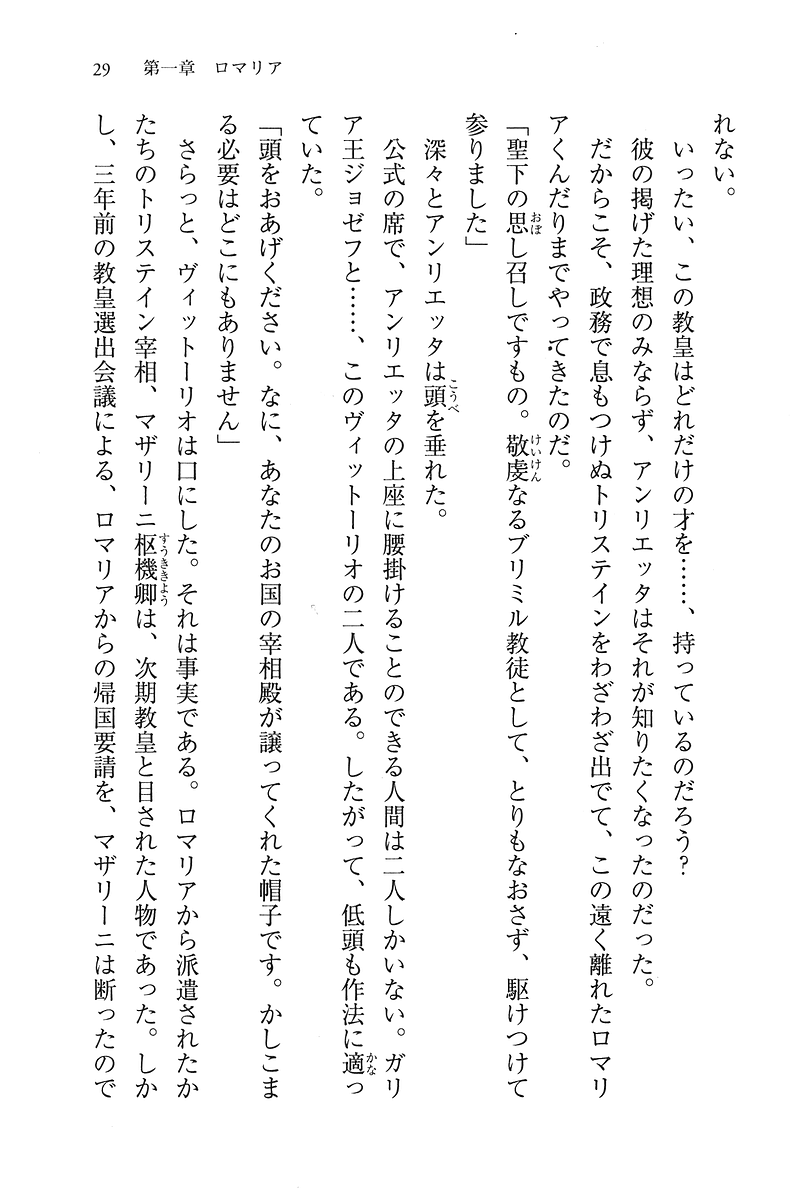 29　第一章　ロマリア
れない。
　いったい、この教皇はどれだけの才を……、持っているのだろう？
　彼の掲げた理想のみならず、アンリエッタはそれが知りたくなったのだった。
　だからこそ、政務で息もつけぬトリステインをわざわざ出でて、この遠く離れたロマリ
アくんだりまでやってきたのだ。
「聖下の思し召しですもの。敬虔なるブリミル教徒として、とりもなおさず、駆けつけて
参りました」
　深々とアンリエッタは頭を垂れた。
　公式の席で、アンリエッタの上座に腰掛けることのできる人間は二人しかいない。ガリ
ア王ジョゼフと……、このヴィットーリオの二人である。したがって、低頭も作法に適っ
ていた。
「頭をおあげください。なに、あなたのお国の宰相殿が譲ってくれた帽子です。かしこま
る必要はどこにもありません」
　さらっと、ヴィットーリオは口にした。それは事実である。ロマリアから派遣されたか
たちのトリステイン宰相、マザリーニ枢機卿は、次期教皇と目された人物であった。しか
し、三年前の教皇選出会議による、ロマリアからの帰国要請を、マザリーニは断ったので